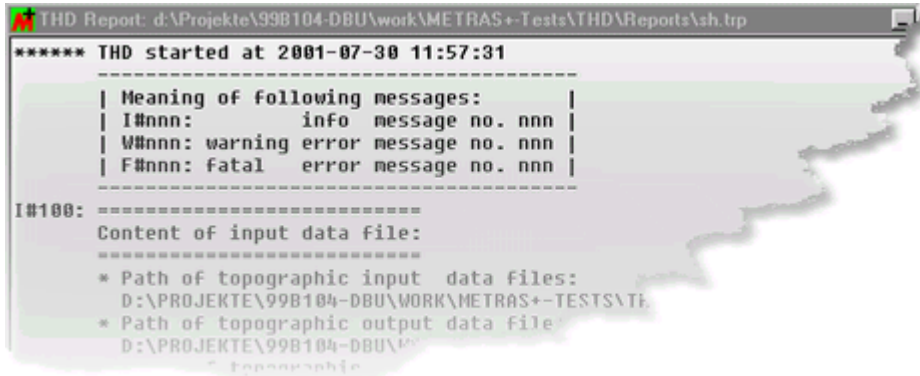 THD Report: d:\Projekte\99B104-DBU\work\METRAS+-Tests\THD\Reports\sh.trp
****** THD started at 2001-07-30 11:57:31
----------------------------------------
| Meaning of following messages: |
| I#nnn: info message no. nnn |
| W#nnn: warning error message no. nnn |
| F#nnn: fatal error message no. nnn |
----------------------------------------
I#100: ===========================
Content of input data file:
===========================
* Path of topographic input data files:
D:\PROJEKTE\99B104-DBU\WORK\METRAS+-TESTS\TH
* Path of topographic output data file
D:\PROJEKTE\99B104-DBU\W
topographic